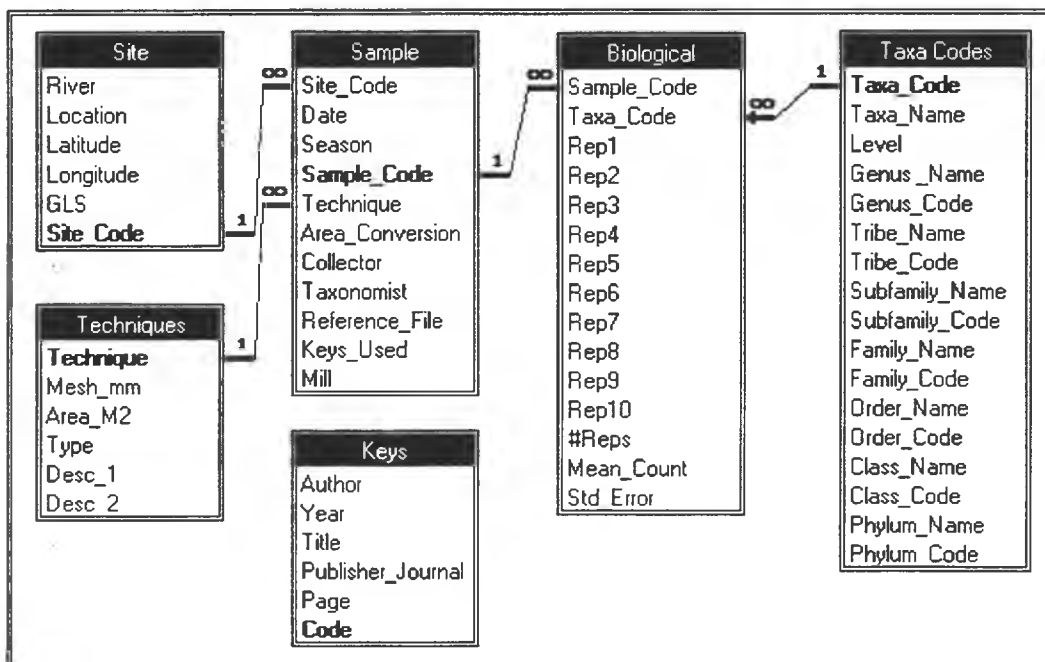 Site
River
Location
Latitude
Longitude
GLS
Site_Code
Techniques
Technique
Mesh_mm
Area_M2
Type
Desc_1
Desc_2
Sample
Site_Code
Date
Season
Sample_Code
Technique
Area_Conversion
Collector
Taxonomist
Reference_File
Keys_Used
Mill
Keys
Author
Year
Title
Publisher_Journal
Page
Code
Biological
Sample_Code
Taxa_Code
Rep1
Rep2
Rep3
Rep4
Rep5
Rep6
Rep7
Rep8
Rep9
Rep10
#Reps
Mean_Count
Std_Error
Taxa Codes
Taxa_Code
Taxa_Name
Level
Genus_Name
Genus_Code
Tribe_Name
Tribe_Code
Subfamily_Name
Subfamily_Code
Family_Name
Family_Code
Order_Name
Order_Code
Class_Name
Class_Code
Phylum_Name
Phylum_Code
1
∞
1
∞
1
∞
1
∞